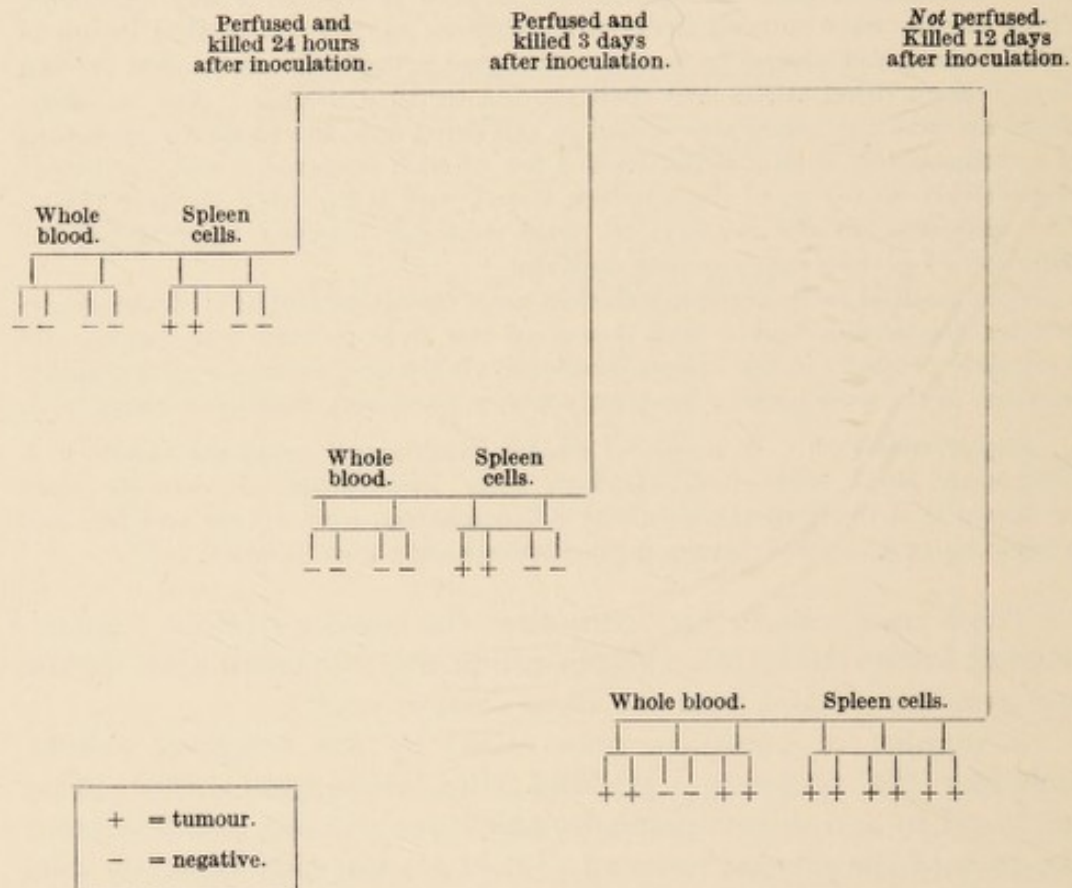 Perfused and
killed 24 hours
after inoculation.
Perfused and
killed 3 days
after inoculation.
Not perfused.
Killed 12 days
after inoculation.
Whole
blood.
Spleen
cells.
– – – – + + – –
Whole
blood.
Spleen
cells.
– – – – + + – –
Whole blood. Spleen cells.
+ + – – + + + + + + + +
+ = tumour.
– = negative.